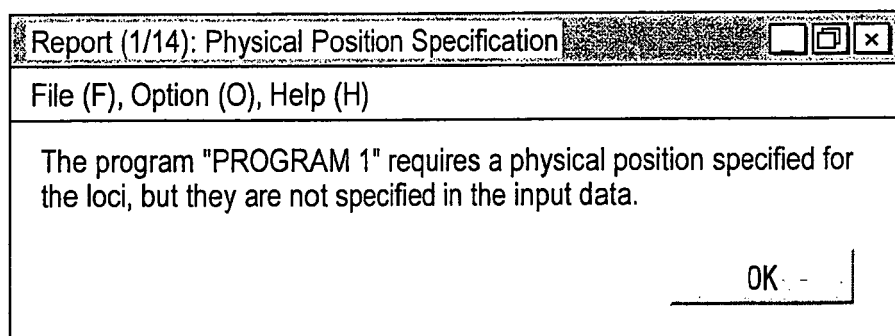 Report (1/14): Physical Position Specification
File (F), Option (O), Help (H)
The program "PROGRAM 1" requires a physical position specified for
the loci, but they are not specified in the input data.
OK